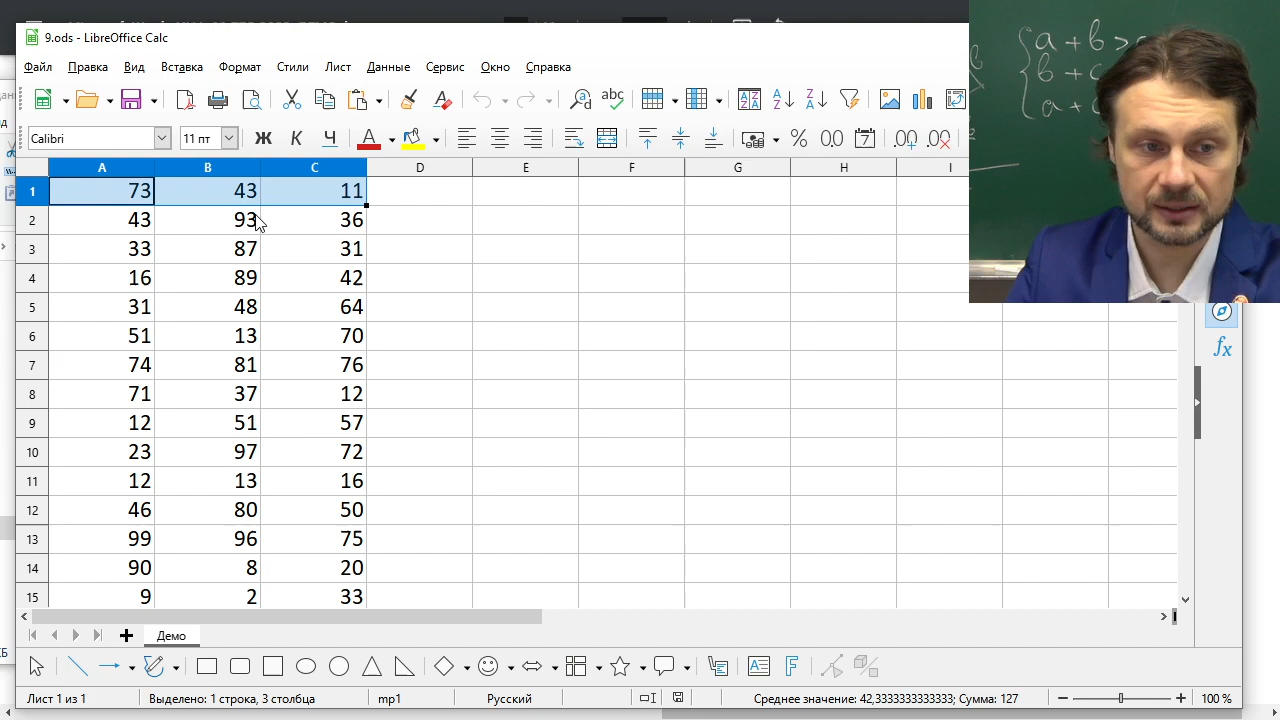 9.ods - LibreOffice Calc
Файл Правка Вид Вставка Формат Стили Лист Данные Сервис Окно Справка
Calibri 11 пт Ж К Ч
A B C D E F G H I
1 73 43 11
2 43 93 36
3 33 87 31
4 16 89 42
5 31 48 64
6 51 13 70
7 74 81 76
8 71 37 12
9 12 51 57
10 23 97 72
11 12 13 16
12 46 80 50
13 99 96 75
14 90 8 20
15 9 2 33
Демо
Лист 1 из 1 Выделено: 1 строка, 3 столбца mp1 Русский Среднее значение: 42,3333333333333; Сумма: 127 100 %
a + b >
b +
a +